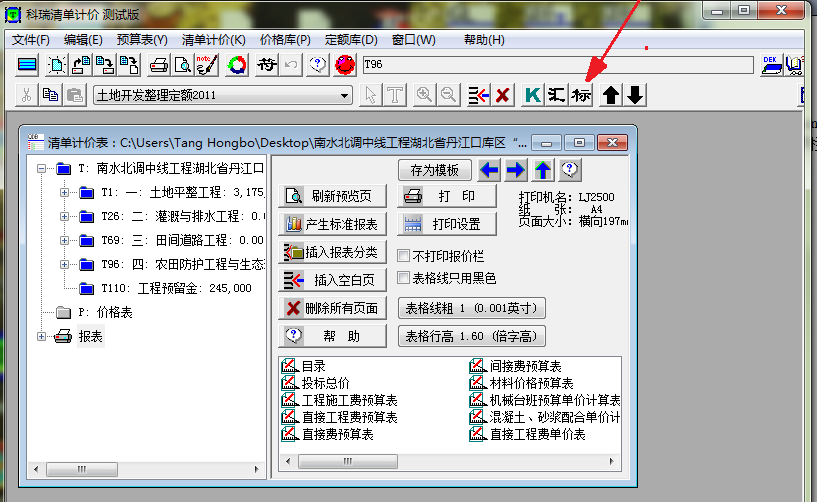 科瑞清单计价 测试版
文件(F) 编辑(E) 预算表(Y) 清单计价(K) 价格库(P) 定额库(D) 窗口(W) 帮助(H)
T96
DEK
土地开发整理定额2011
K 汇 标
清单计价表：C:\Users\Tang Hongbo\Desktop\南水北调中线工程湖北省丹江口库区 "...
T: 南水北调中线工程湖北省丹江口
T1: 一: 土地平整工程: 3,175
T26: 二: 灌溉与排水工程: 0.
T69: 三: 田间道路工程: 0.00
T96: 四: 农田防护工程与生态
T110: 工程预留金: 245,000
P: 价格表
报表
存为模板
刷新预览页
打 印
产生标准报表
打印设置
插入报表分类
插入空白页
删除所有页面
帮 助
打印机名: LJ2500
纸 张: A4
页面大小: 横向197m
不打印报价栏
表格线只用黑色
表格线粗 1 (0.001英寸)
表格行高 1.60 (倍字高)
目录
投标总价
工程施工费预算表
直接工程费预算表
直接费预算表
间接费预算表
材料价格预算表
机械台班预算单价计算表
混凝土、砂浆配合单价计
直接工程费单价表